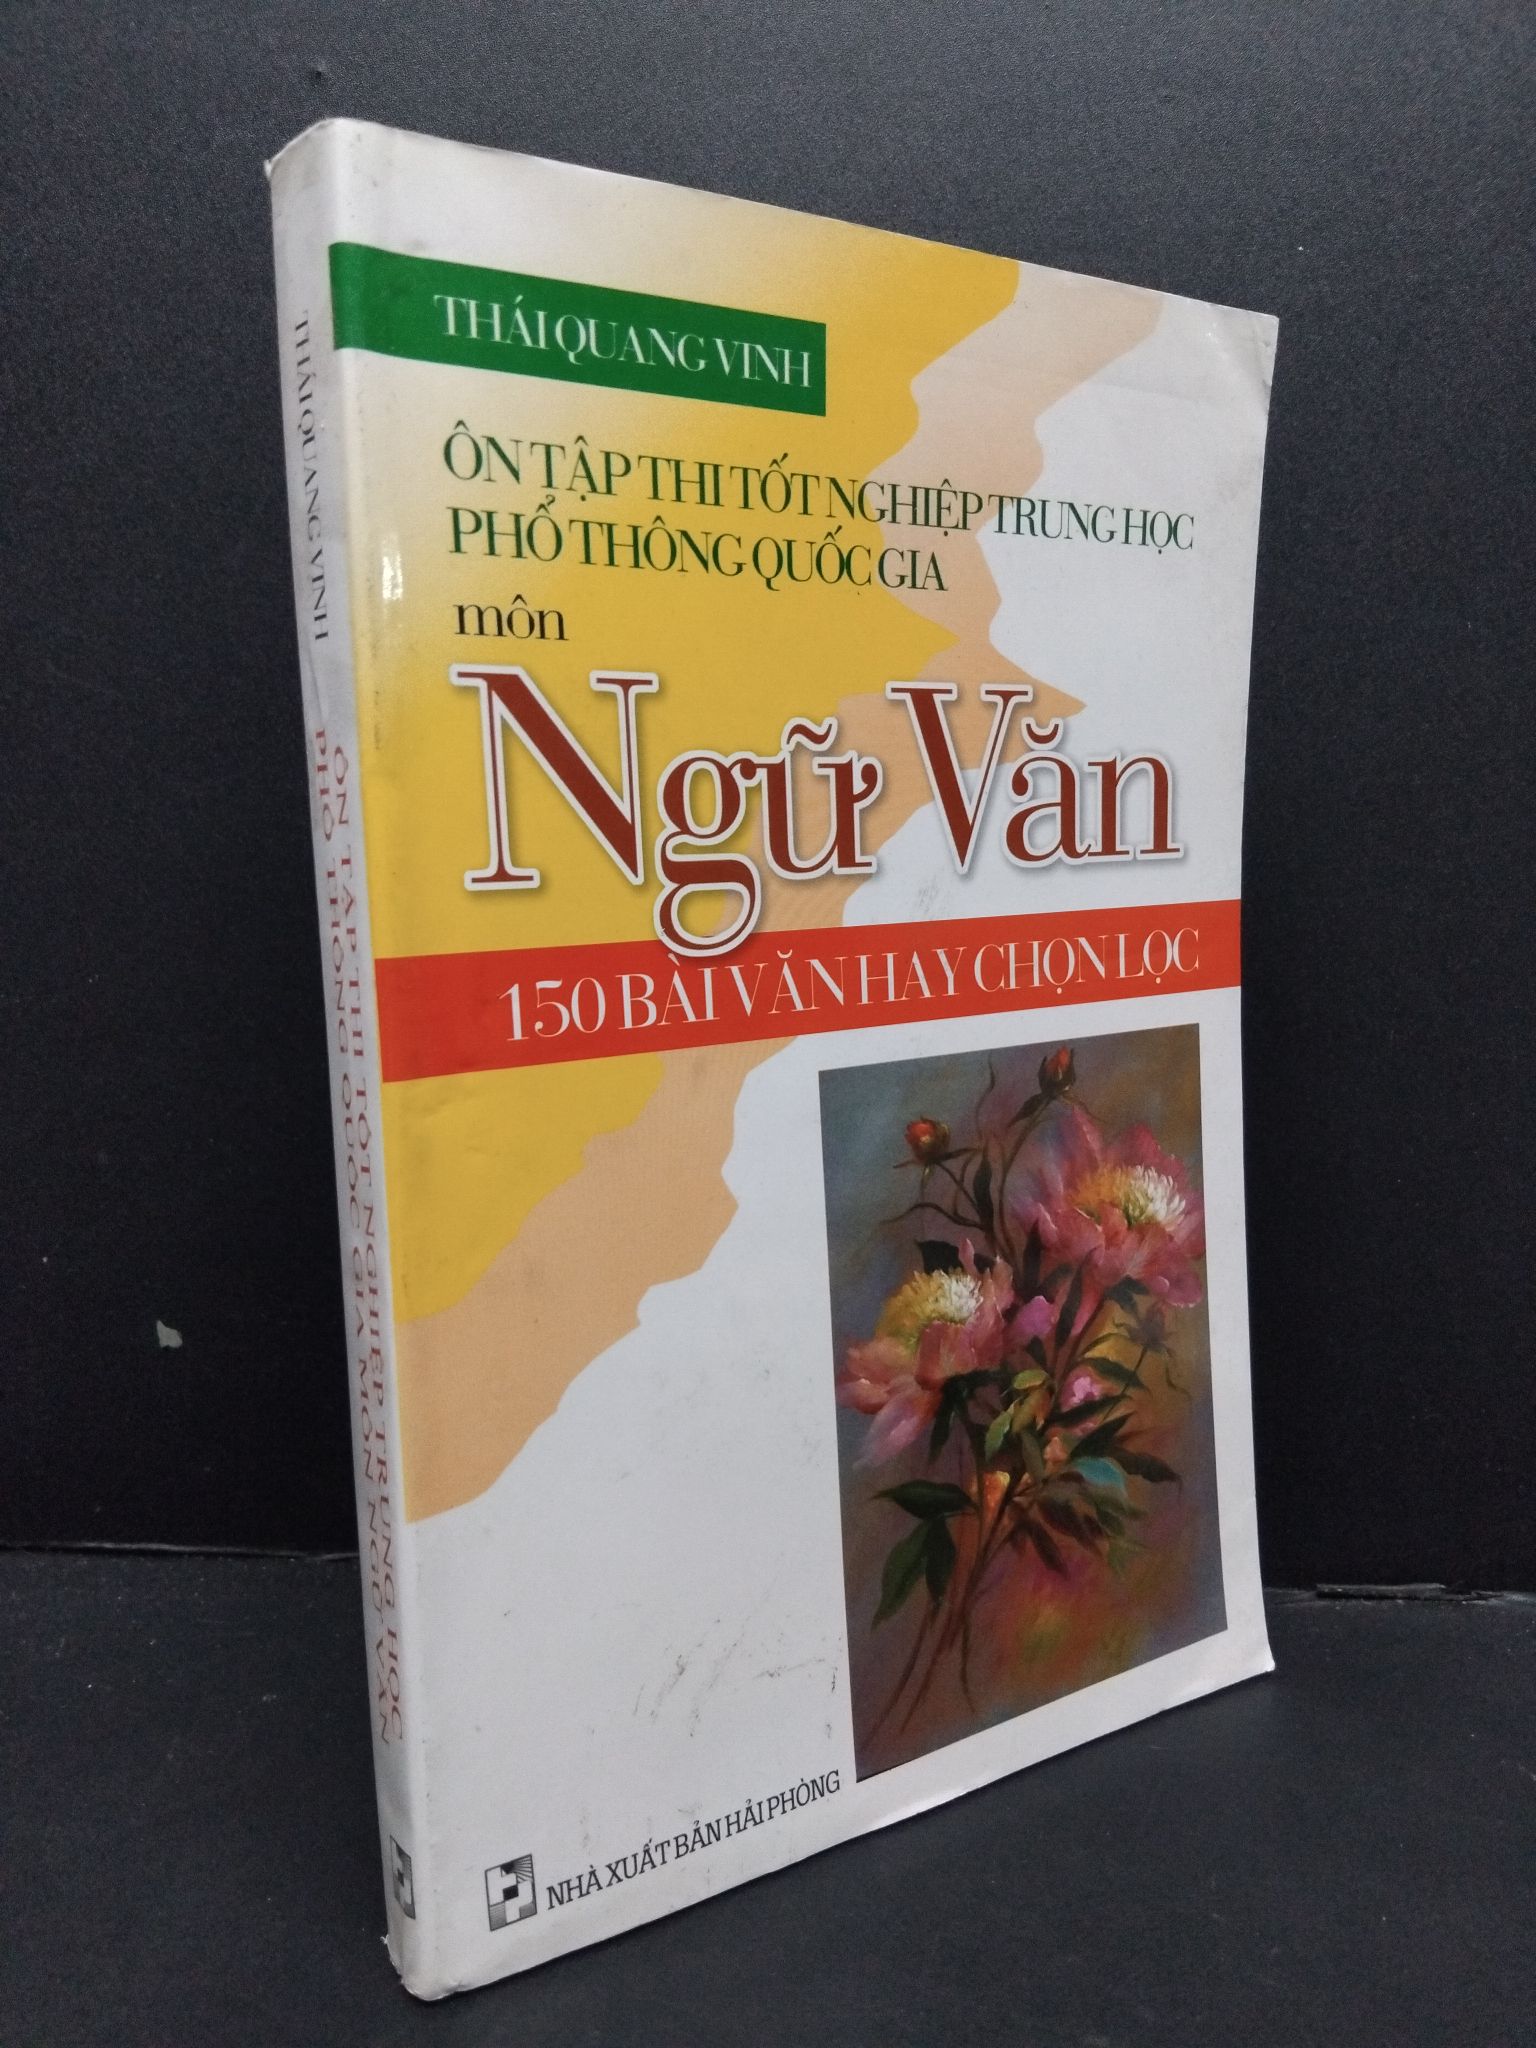 THÁI QUANG VINH
ÔN TẬP THI TỐT NGHIỆP TRUNG HỌC
PHỔ THÔNG QUỐC GIA
môn
Ngữ Văn
150 BÀI VĂN HAY CHỌN LỌC
NHÀ XUẤT BẢN HẢI PHÒNG
THÁI QUANG VINH
ÔN TẬP THI TỐT NGHIỆP TRUNG HỌC
PHỔ THÔNG QUỐC GIA MÔN NGỮ VĂN